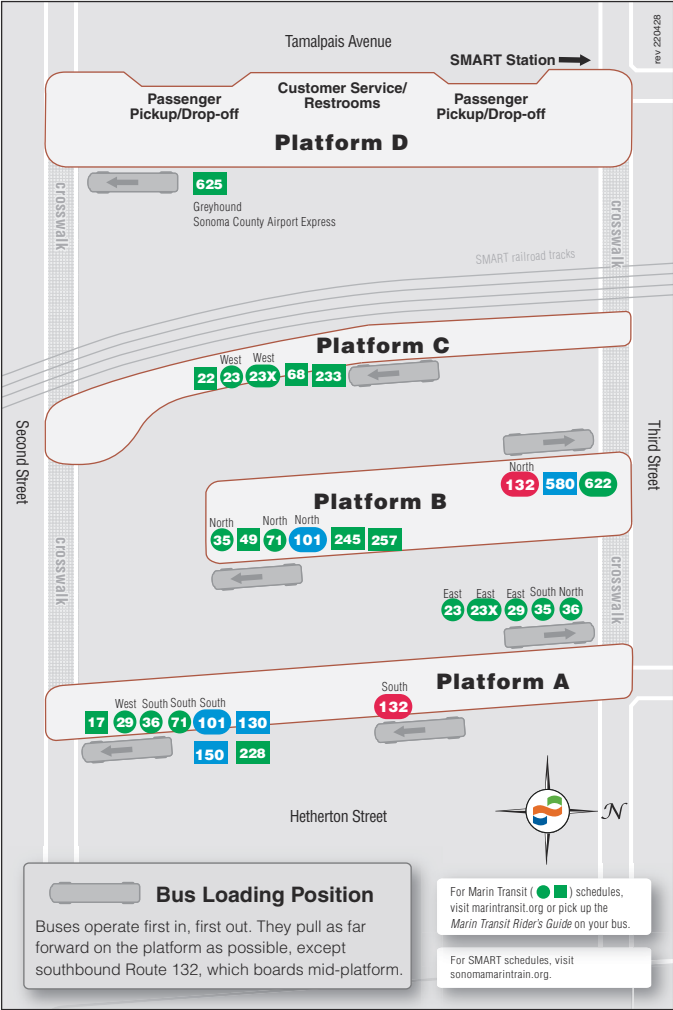 rev 220428
Tamalpais Avenue
SMART Station
Passenger
Pickup/Drop-off
Customer Service/
Restrooms
Passenger
Pickup/Drop-off
Platform D
625
Greyhound
Sonoma County Airport Express
crosswalk
crosswalk
SMART railroad tracks
Platform C
West West
22 23 23X 68 233
Second Street
Third Street
North
132 580 622
Platform B
North North North
35 49 71 101 245 257
crosswalk
crosswalk
East East East South North
23 23X 29 35 36
Platform A
South
132
West South South South
17 29 36 71 101 130
150 228
Hetherton Street
N
Bus Loading Position
Buses operate first in, first out. They pull as far
forward on the platform as possible, except
southbound Route 132, which boards mid-platform.
For Marin Transit ( ) schedules,
visit marintransit.org or pick up the
Marin Transit Rider's Guide on your bus.
For SMART schedules, visit
sonomamarintrain.org.